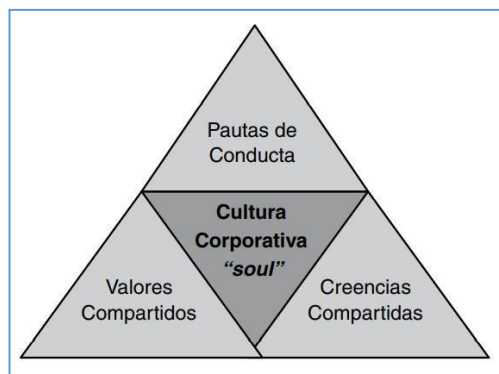 Pautas de
Conducta
Cultura
Corporativa
“soul”
Valores
Compartidos
Creencias
Compartidas